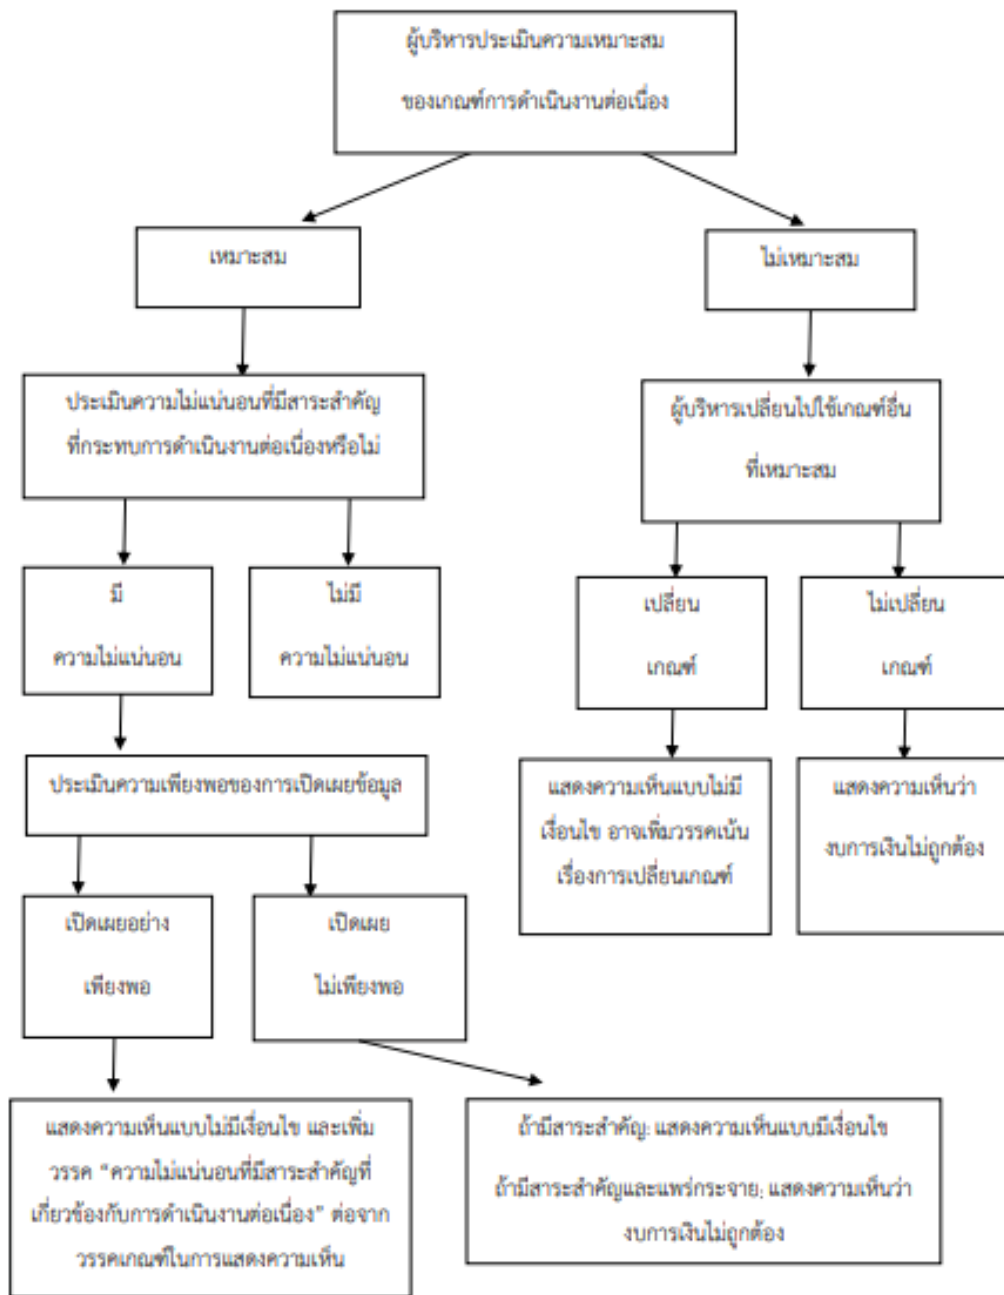 ผู้บริหารประเมินความเหมาะสม
ของเกณฑ์การดำเนินงานต่อเนื่อง
เหมาะสม
ไม่เหมาะสม
ประเมินความไม่แน่นอนที่มีสาระสำคัญ
ที่กระทบการดำเนินงานต่อเนื่องหรือไม่
ผู้บริหารเปลี่ยนไปใช้เกณฑ์อื่น
ที่เหมาะสม
มี
ความไม่แน่นอน
ไม่มี
ความไม่แน่นอน
เปลี่ยน
เกณฑ์
ไม่เปลี่ยน
เกณฑ์
ประเมินความเพียงพอของการเปิดเผยข้อมูล
แสดงความเห็นแบบไม่มี
เงื่อนไข อาจเพิ่มวรรคเน้น
เรื่องการเปลี่ยนเกณฑ์
แสดงความเห็นว่า
งบการเงินไม่ถูกต้อง
เปิดเผยอย่าง
เพียงพอ
เปิดเผย
ไม่เพียงพอ
แสดงความเห็นแบบไม่มีเงื่อนไข และเพิ่ม
วรรค “ความไม่แน่นอนที่มีสาระสำคัญที่
เกี่ยวข้องกับการดำเนินงานต่อเนื่อง” ต่อจาก
วรรคเกณฑ์ในการแสดงความเห็น
ถ้ามีสาระสำคัญ: แสดงความเห็นแบบมีเงื่อนไข
ถ้ามีสาระสำคัญและแพร่กระจาย: แสดงความเห็นว่า
งบการเงินไม่ถูกต้อง